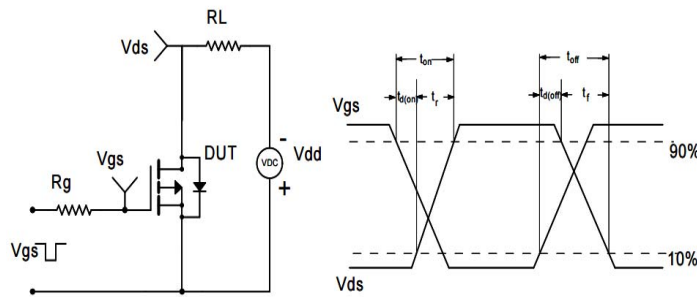 RL
Vds
Vgs
DUT
Rg
VDC
-
+
Vdd
Vgs
ton
toff
td(on)
tr
td(off)
tf
Vgs
90%
10%
Vds